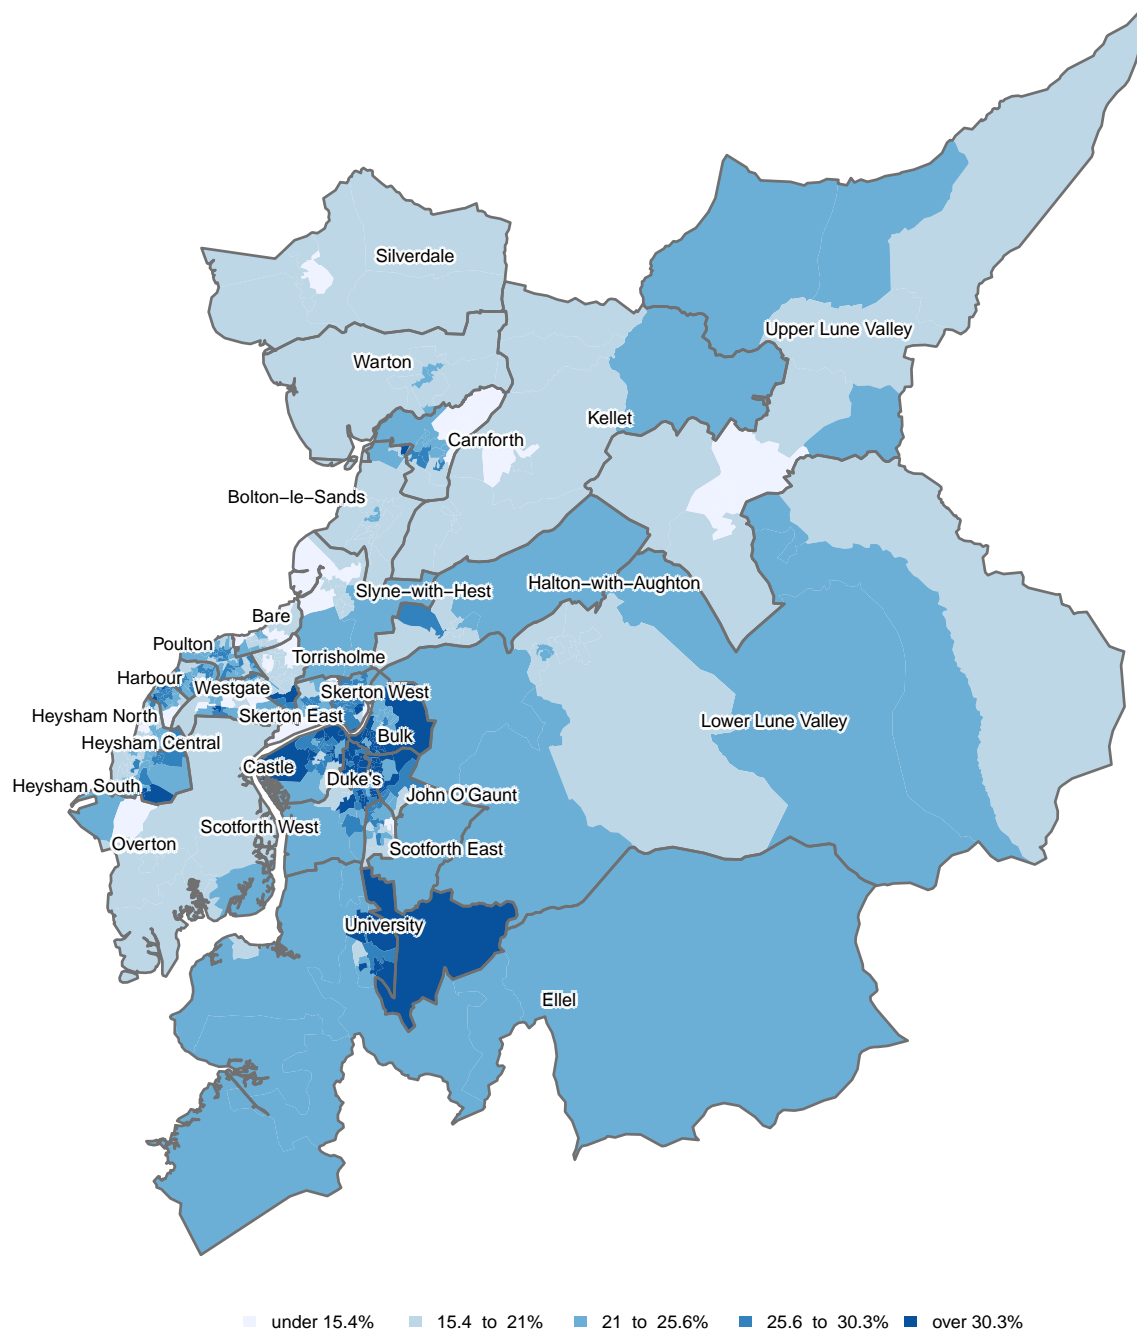 Silverdale
Upper Lune Valley
Warton
Kellet
Carnforth
Bolton−le−Sands
Halton−with−Aughton
Slyne−with−Hest
Bare
Poulton
Torrisholme
Harbour
Westgate
Skerton West
Heysham North
Skerton East
Lower Lune Valley
Bulk
Heysham Central
Castle
Duke's
Heysham South
John O'Gaunt
Scotforth West
Overton
Scotforth East
University
Ellel
under 15.4%
15.4 to 21%
21 to 25.6%
25.6 to 30.3%
over 30.3%